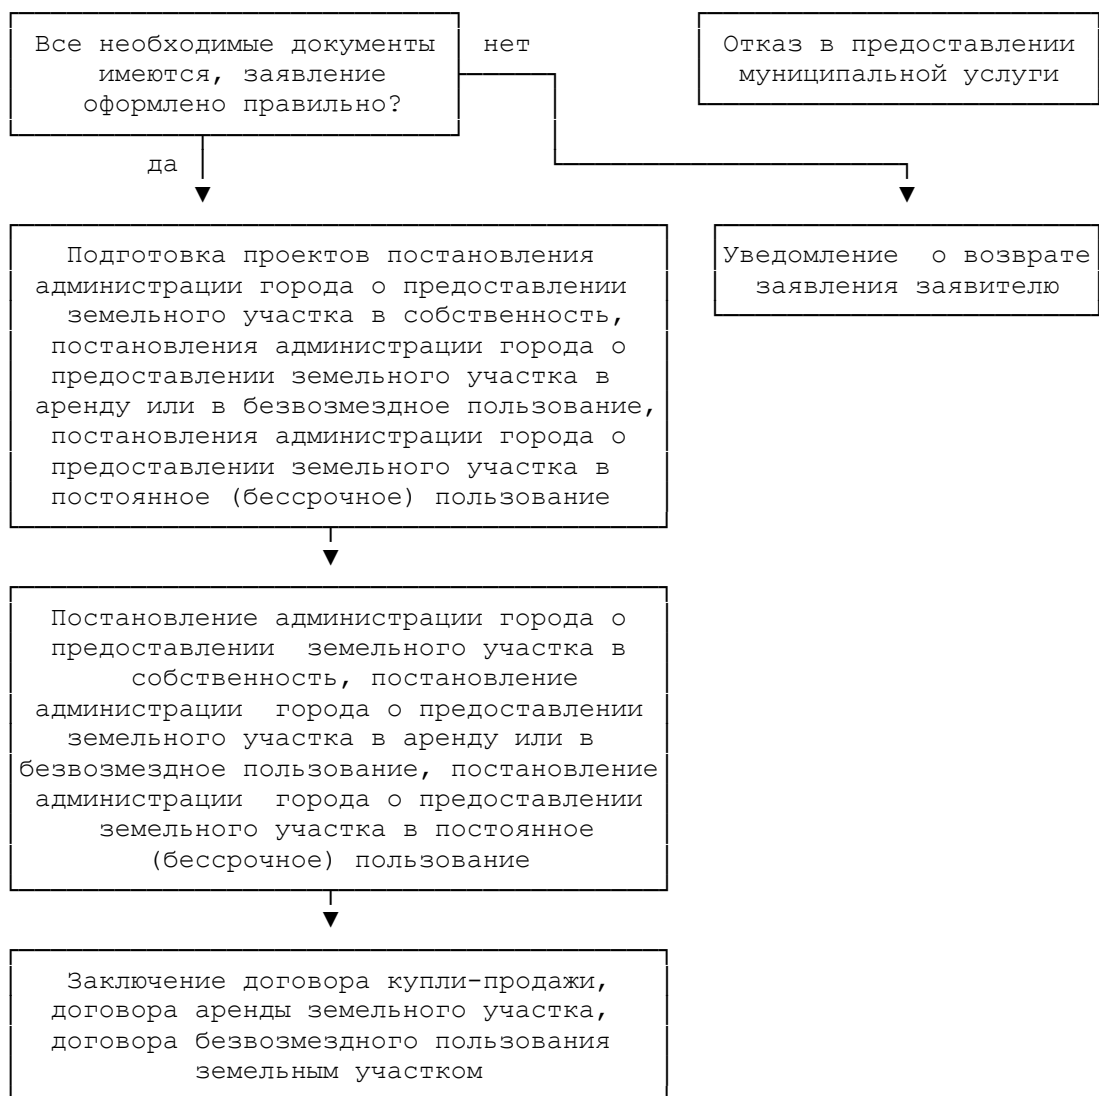 Все необходимые документы
имеются, заявление
оформлено правильно?
нет
Отказ в предоставлении
муниципальной услуги
да
Подготовка проектов постановления
администрации города о предоставлении
земельного участка в собственность,
постановления администрации города о
предоставлении земельного участка в
аренду или в безвозмездное пользование,
постановления администрации города о
предоставлении земельного участка в
постоянное (бессрочное) пользование
Уведомление о возврате
заявления заявителю
Постановление администрации города о
предоставлении земельного участка в
собственность, постановление
администрации города о предоставлении
земельного участка в аренду или в
безвозмездное пользование, постановление
администрации города о предоставлении
земельного участка в постоянное
(бессрочное) пользование
Заключение договора купли-продажи,
договора аренды земельного участка,
договора безвозмездного пользования
земельным участком